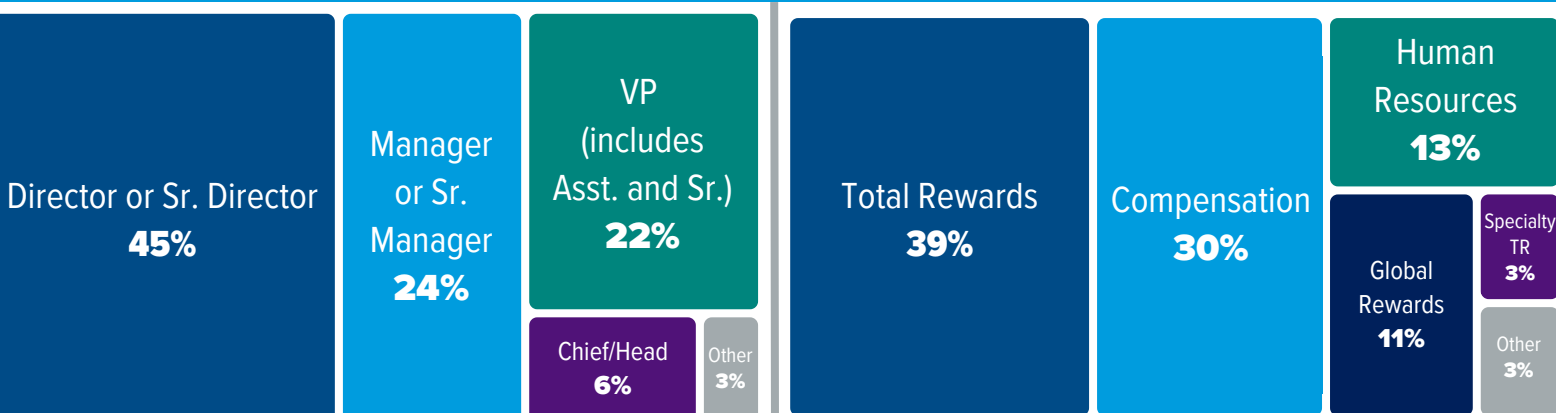 Director or Sr. Director
45%
Manager
or Sr.
Manager
24%
VP
(includes
Asst. and Sr.)
22%
Chief/Head
6%
Other
3%
Total Rewards
39%
Compensation
30%
Human
Resources
13%
Global
Rewards
11%
Specialty
TR
3%
Other
3%